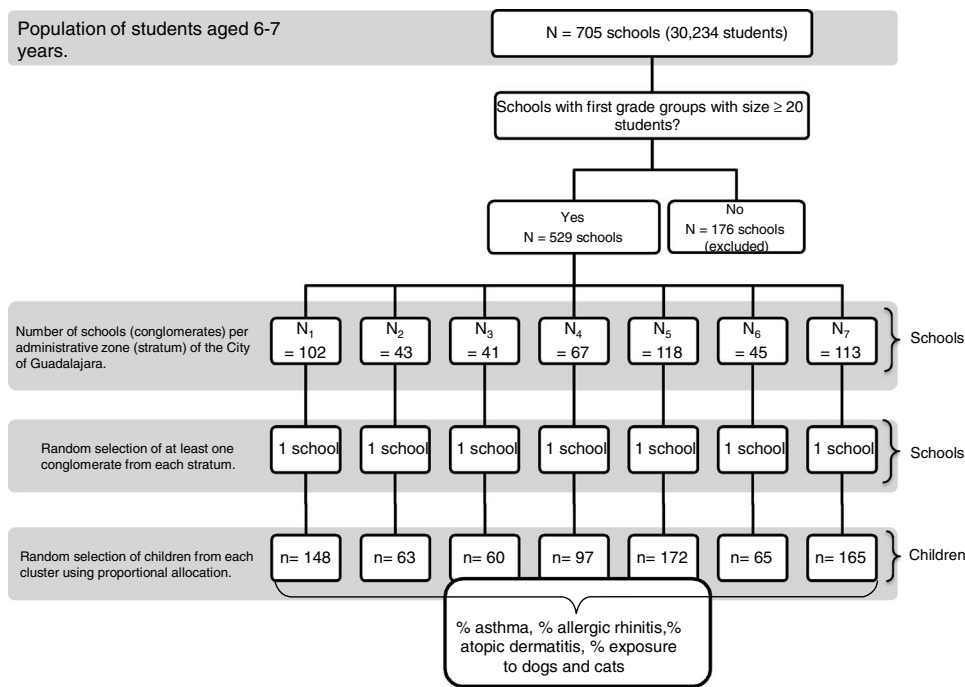 Population of students aged 6-7
years.
N = 705 schools (30,234 students)
Schools with first grade groups with size ≥ 20
students?
Yes
N = 529 schools
No
N = 176 schools
(excluded)
Number of schools (conglomerates) per
administrative zone (stratum) of the City
of Guadalajara.
N₁
= 102
N₂
= 43
N₃
= 41
N₄
= 67
N₅
= 118
N₆
= 45
N₇
= 113
Schools
Random selection of at least one
conglomerate from each stratum.
1 school
1 school
1 school
1 school
1 school
1 school
1 school
Schools
Random selection of children from each
cluster using proportional allocation.
n= 148
n= 63
n= 60
n= 97
n= 172
n= 65
n= 165
Children
% asthma, % allergic rhinitis,%
atopic dermatitis, % exposure
to dogs and cats